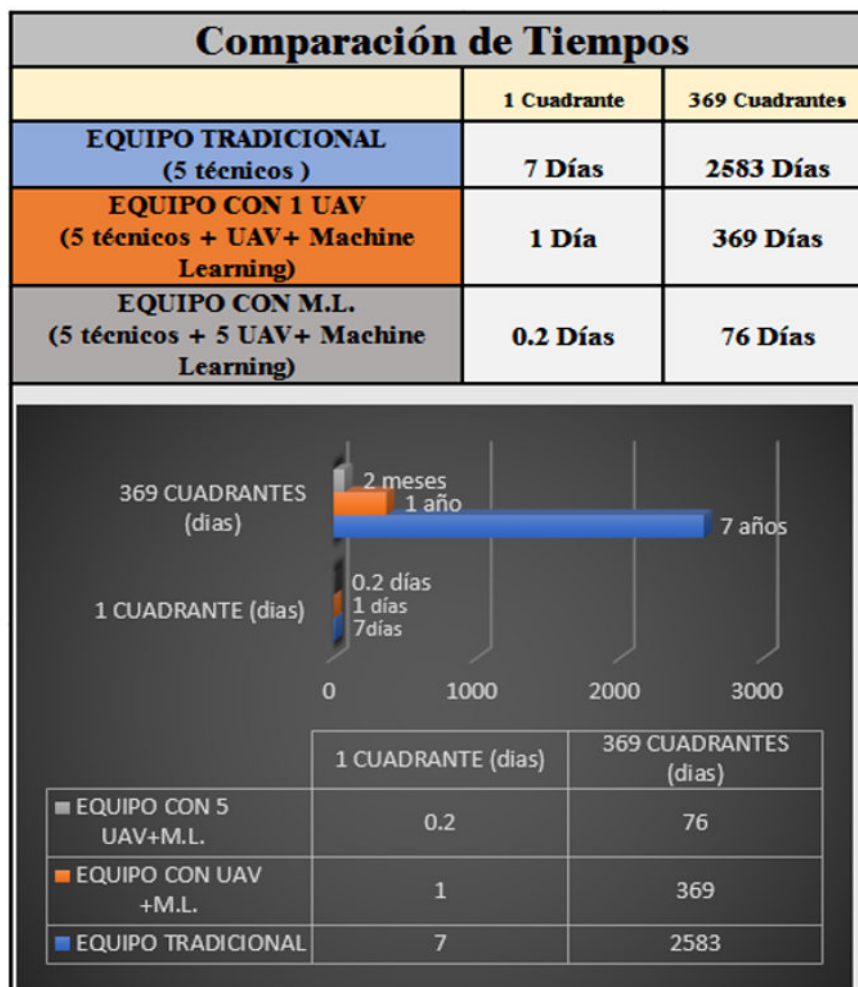 Comparación de Tiempos
1 Cuadrante
369 Cuadrantes
EQUIPO TRADICIONAL
(5 técnicos )
7 Días
2583 Días
EQUIPO CON 1 UAV
(5 técnicos + UAV+ Machine
Learning)
1 Día
369 Días
EQUIPO CON M.L.
(5 técnicos + 5 UAV+ Machine
Learning)
0.2 Días
76 Días
369 CUADRANTES
(dias)
2 meses
1 año
7 años
1 CUADRANTE (dias)
0.2 días
1 días
7días
0
1000
2000
3000
1 CUADRANTE (dias)
369 CUADRANTES
(dias)
EQUIPO CON 5
UAV+M.L.
0.2
76
EQUIPO CON UAV
+M.L.
1
369
EQUIPO TRADICIONAL
7
2583